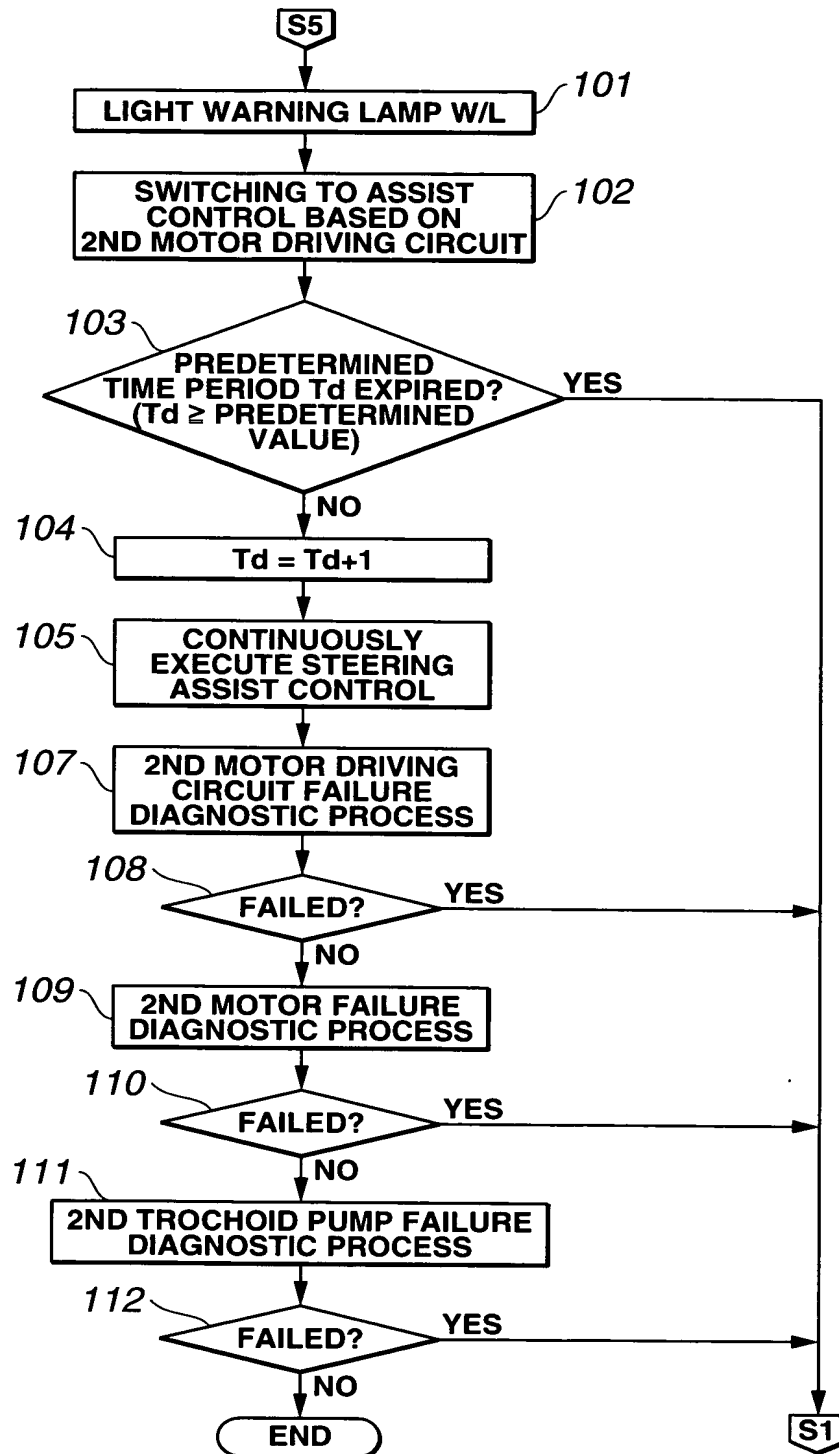 S5
101
LIGHT WARNING LAMP W/L
102
SWITCHING TO ASSIST
CONTROL BASED ON
2ND MOTOR DRIVING CIRCUIT
103
PREDETERMINED
TIME PERIOD Td EXPIRED?
(Td ≧ PREDETERMINED
VALUE)
YES
NO
104
Td = Td+1
105
CONTINUOUSLY
EXECUTE STEERING
ASSIST CONTROL
107
2ND MOTOR DRIVING
CIRCUIT FAILURE
DIAGNOSTIC PROCESS
108
FAILED?
YES
NO
109
2ND MOTOR FAILURE
DIAGNOSTIC PROCESS
110
FAILED?
YES
NO
111
2ND TROCHOID PUMP FAILURE
DIAGNOSTIC PROCESS
112
FAILED?
YES
NO
END
S1